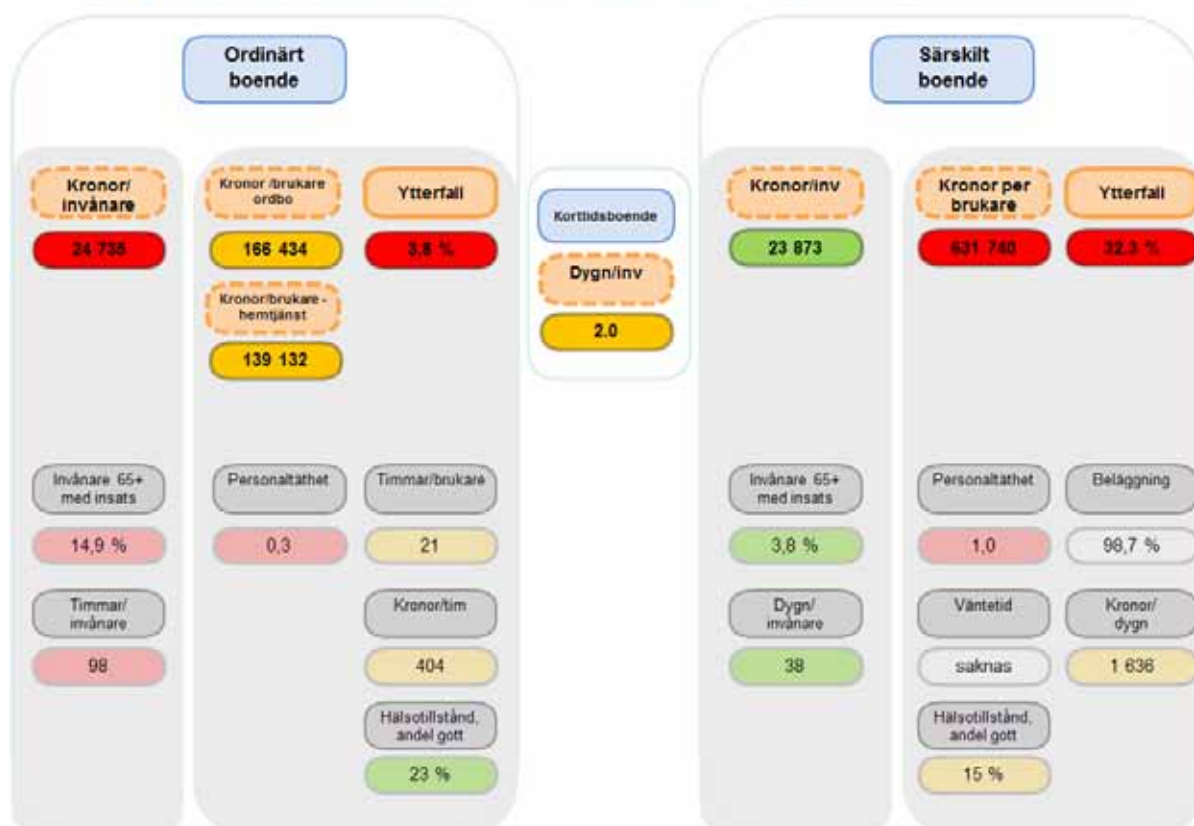 Ordinärt
boende
Kronor/
invånare
24 735
Kronor /brukare
ordbo
166 434
Kronor/brukare -
hemtjänst
139 132
Ytterfall
3,8 %
Invånare 65+
med insats
14,9 %
Timmar/
invånare
98
Personaltäthet
0,3
Timmar/brukare
21
Kronor/tim
404
Hälsotillstånd,
andel gott
23 %
Korttidsboende
Dygn/inv
2.0
Särskilt
boende
Kronor/inv
23 873
Kronor per
brukare
631 740
Ytterfall
32.3 %
Invånare 65+
med insats
3,8 %
Dygn/
invånare
38
Personaltäthet
1,0
Väntetid
saknas
Hälsotillstånd,
andel gott
15 %
Beläggning
98,7 %
Kronor/
dygn
1 636